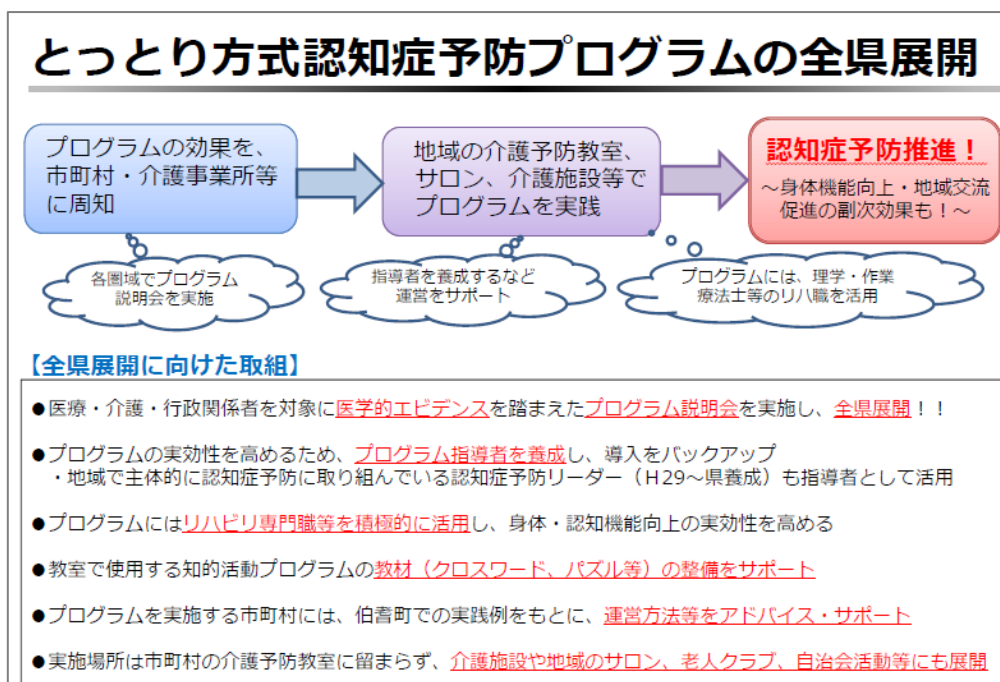 とっとり方式認知症予防プログラムの全県展開
プログラムの効果を、
市町村・介護事業所等
に周知
地域の介護予防教室、
サロン、介護施設等で
プログラムを実践
認知症予防推進！
～身体機能向上・地域交流
促進の副次効果も！～
各圏域でプログラム
説明会を実施
指導者を養成するなど
運営をサポート
プログラムには、理学・作業
療法士等のリハ職を活用
【全県展開に向けた取組】
●医療・介護・行政関係者を対象に医学的エビデンスを踏まえたプログラム説明会を実施し、全県展開！！
●プログラムの実効性を高めるため、プログラム指導者を養成し、導入をバックアップ
・地域で主体的に認知症予防に取り組んでいる認知症予防リーダー（Ｈ29～県養成）も指導者として活用
●プログラムにはリハビリ専門職等を積極的に活用し、身体・認知機能向上の実効性を高める
●教室で使用する知的活動プログラムの教材（クロスワード、パズル等）の整備をサポート
●プログラムを実施する市町村には、伯耆町での実践例をもとに、運営方法等をアドバイス・サポート
●実施場所は市町村の介護予防教室に留まらず、介護施設や地域のサロン、老人クラブ、自治会活動等にも展開